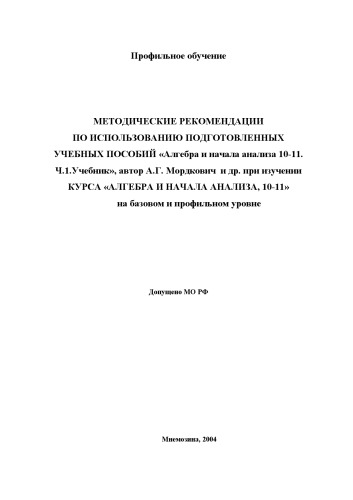 Профильное обучение
МЕТОДИЧЕСКИЕ РЕКОМЕНДАЦИИ
ПО ИСПОЛЬЗОВАНИЮ ПОДГОТОВЛЕННЫХ
УЧЕБНЫХ ПОСОБИЙ «Алгебра и начала анализа 10-11.
Ч.1.Учебник», автор А.Г. Мордкович и др. при изучении
КУРСА «АЛГЕБРА И НАЧАЛА АНАЛИЗА, 10-11»
на базовом и профильном уровне
Допущено МО РФ
Мнемозина, 2004